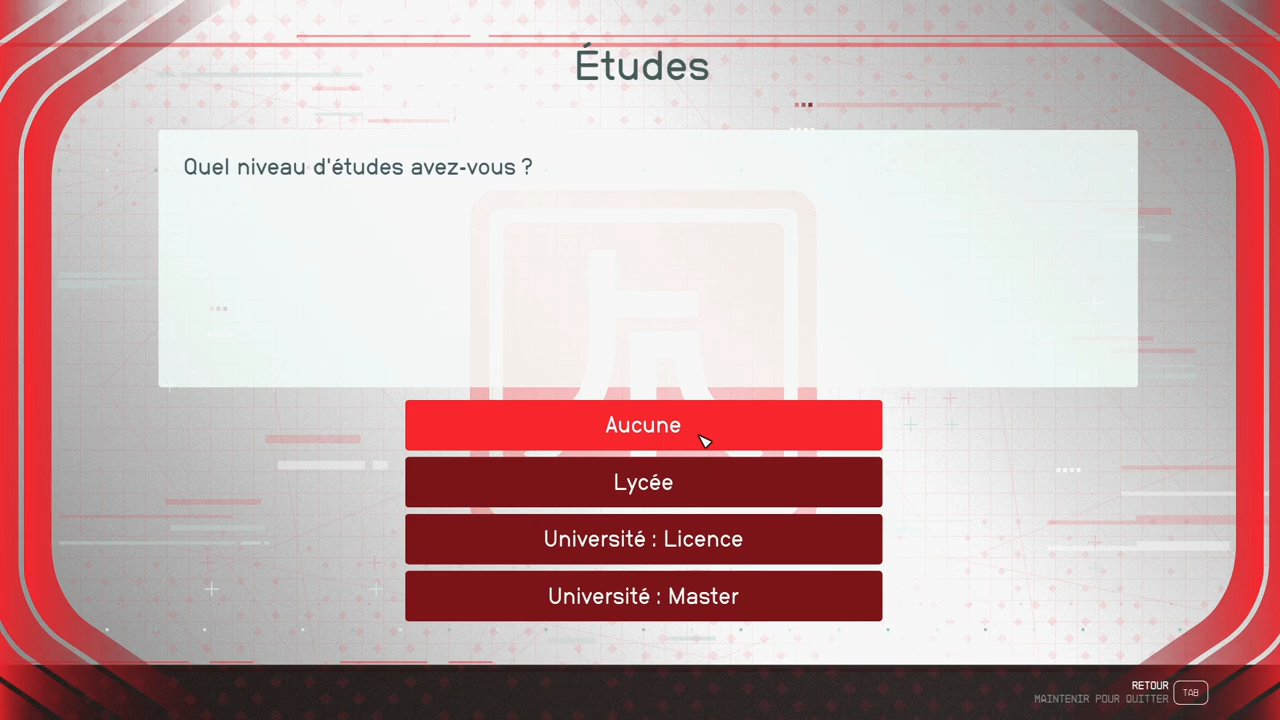 Études
Quel niveau d'études avez-vous ?
Aucune
Lycée
Université : Licence
Université : Master
RETOUR
MAINTENIR POUR QUITTER
TAB